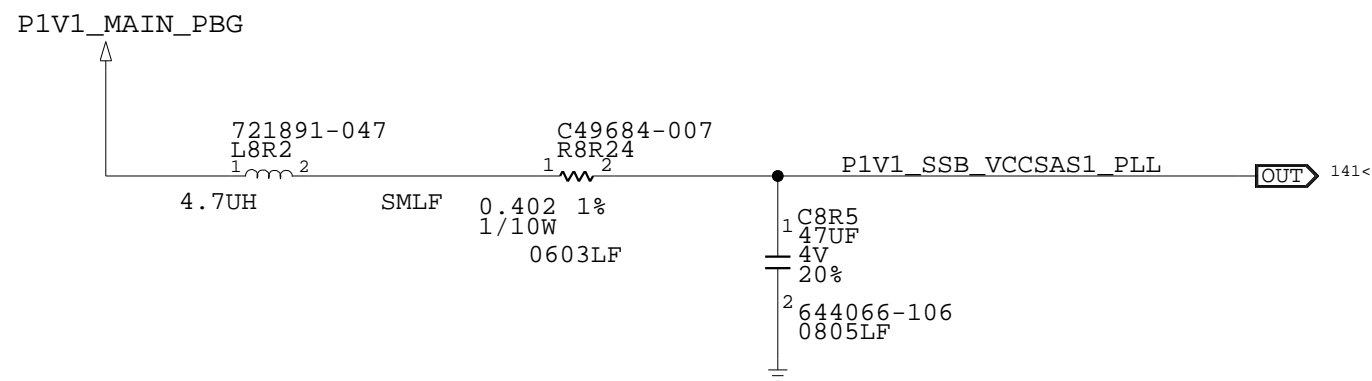 P1V1_MAIN_PBG
721891-047
L8R2
1 2
4.7UH
SMLF
C49684-007
R8R24
1 2
0.402 1%
1/10W
0603LF
P1V1_SSB_VCCSAS1_PLL
OUT 141<
1 C8R5
47UF
4V
20%
2 644066-106
0805LF